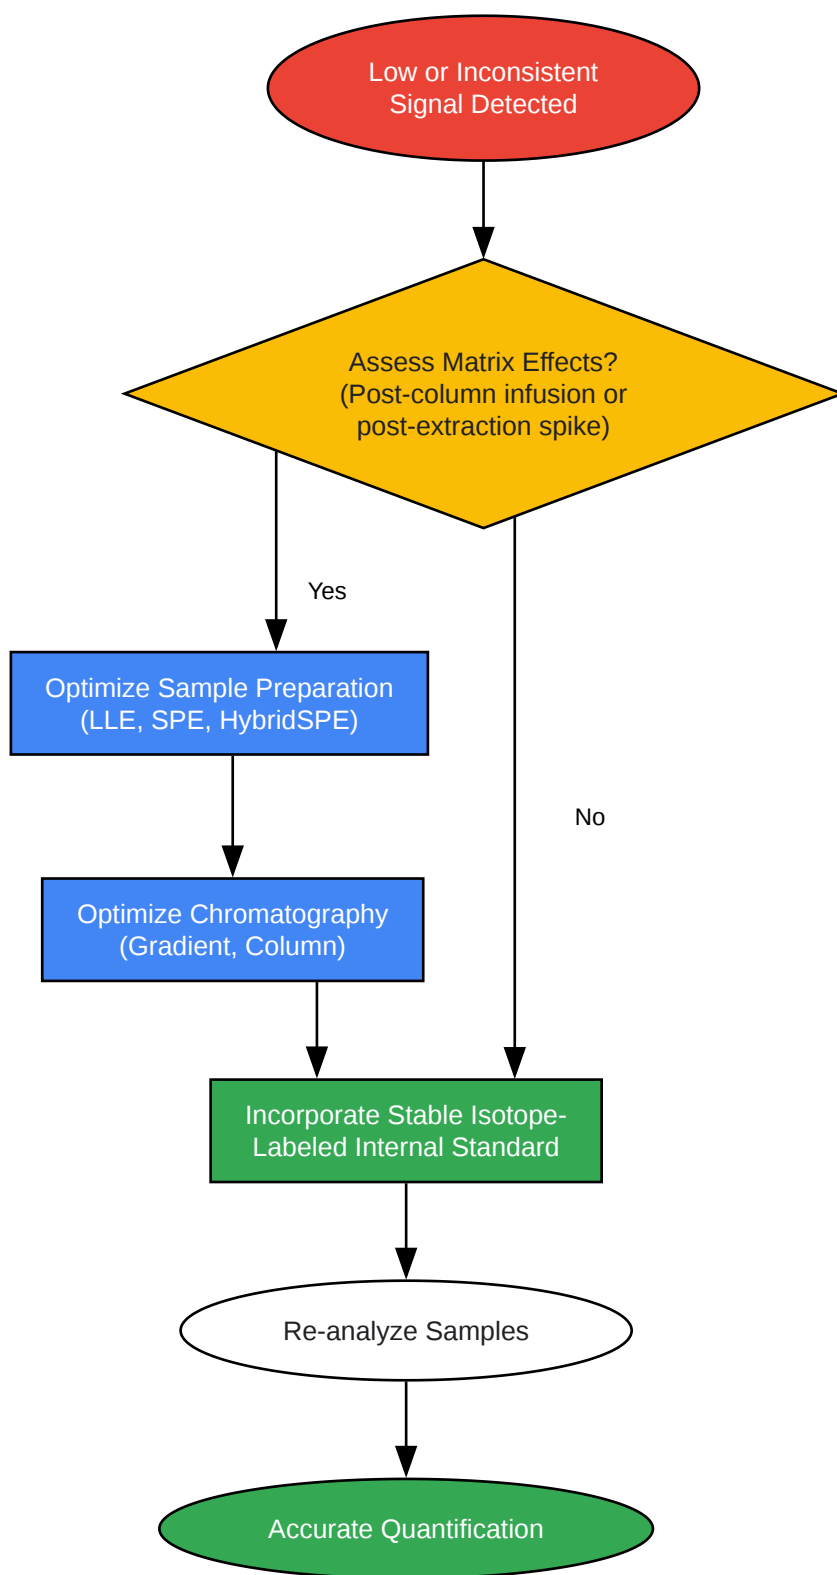 Low or Inconsistent
Signal Detected
Assess Matrix Effects?
(Post-column infusion or
post-extraction spike)
Yes
Optimize Sample Preparation
(LLE, SPE, HybridSPE)
No
Optimize Chromatography
(Gradient, Column)
Incorporate Stable Isotope-
Labeled Internal Standard
Re-analyze Samples
Accurate Quantification